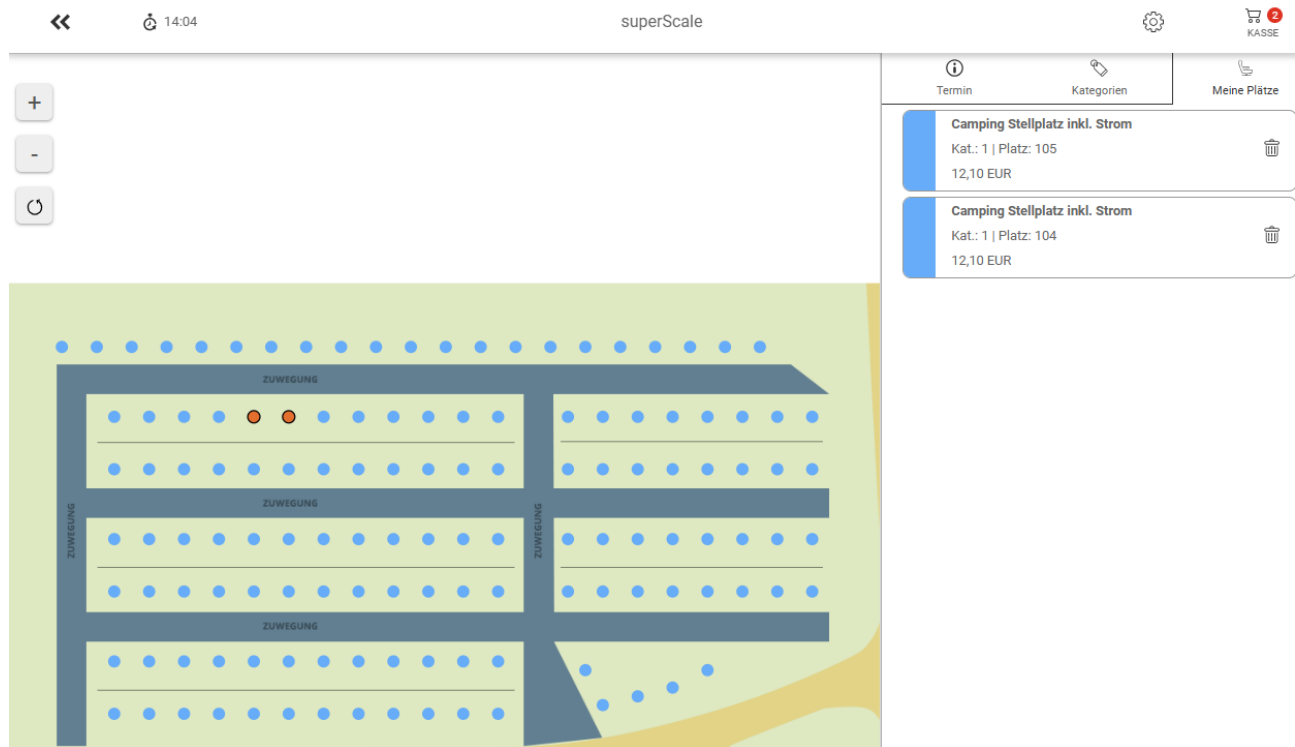 14:04
superScale
2
KASSE
Termin
Kategorien
Meine Plätze
+
-
Camping Stellplatz inkl. Strom
Kat.: 1 | Platz: 105
12,10 EUR
Camping Stellplatz inkl. Strom
Kat.: 1 | Platz: 104
12,10 EUR
ZUWEGUNG
ZUWEGUNG
ZUWEGUNG
ZUWEGUNG
ZUWEGUNG